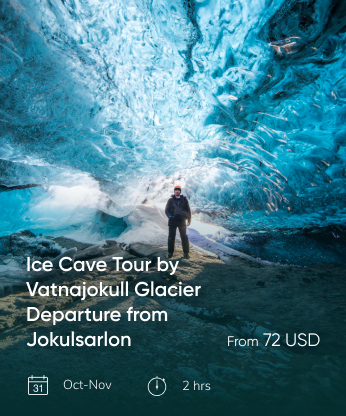 Ice Cave Tour by
Vatnajokull Glacier
Departure from
Jokulsarlon
From 72 USD
31
Oct-Nov
2 hrs